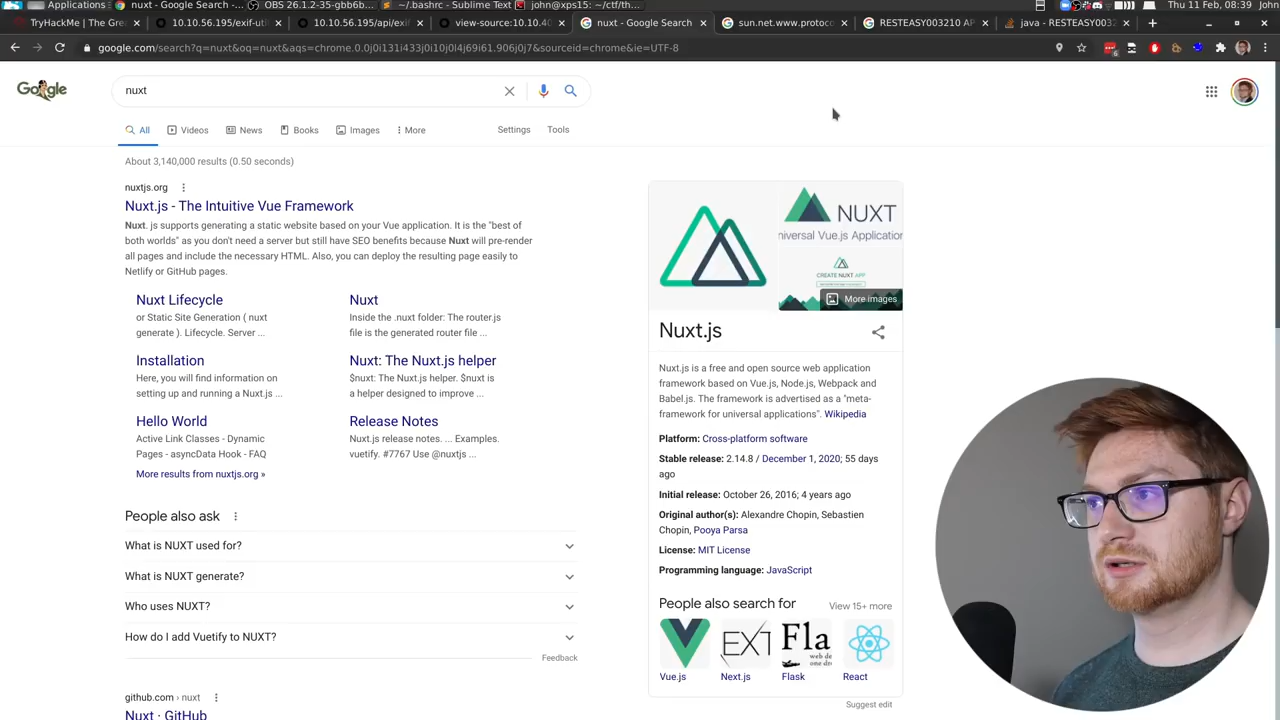 Applications
OBS 26.1.2-js-gbb6b...
~/.bashrc - Sublime Text
john@xps15: ~/ctf/th...
Thu 11 Feb, 08:39 John
TryHackMe | The Grea
10.10.56.195/exif-uti
10.10.56.195/api/exif
view-source:10.10.40
nuxt - Google Search
sun.net.www.protoco
RESTEASY003210 AP
java - RESTEASY0032
google.com/search?q=nuxt&oq=nuxt&aqs=chrome.0.0j0i131i433j0i10j0l4j69i61.906j0j7&sourceid=chrome&ie=UTF-8
nuxt
All
Videos
News
Books
Images
More
Settings
Tools
About 3,140,000 results (0.50 seconds)
nuxtjs.org
Nuxt.js - The Intuitive Vue Framework
Nuxt. js supports generating a static website based on your Vue application. It is the "best of
both worlds" as you don't need a server but still have SEO benefits because Nuxt will pre-render
all pages and include the necessary HTML. Also, you can deploy the resulting page easily to
Netlify or GitHub pages.
Nuxt Lifecycle
or Static Site Generation ( nuxt
generate ). Lifecycle. Server ...
Nuxt
Inside the .nuxt folder: The router.js
file is the generated router file ...
Installation
Here, you will find information on
setting up and running a Nuxt.js ...
Nuxt: The Nuxt.js helper
$nuxt: The Nuxt.js helper. $nuxt is
a helper designed to improve ...
Hello World
Active Link Classes - Dynamic
Pages - asyncData Hook - FAQ
Release Notes
Nuxt.js release notes. ... Examples.
vuetify. #7767 Use @nuxtjs ...
More results from nuxtjs.org »
People also ask
What is NUXT used for?
What is NUXT generate?
Who uses NUXT?
How do I add Vuetify to NUXT?
Feedback
github.com › nuxt
Nuxt · GitHub
NUXT
niversal Vue.js Application
CREATE NUXT APP
More images
Nuxt.js
Nuxt.js is a free and open source web application
framework based on Vue.js, Node.js, Webpack and
Babel.js. The framework is advertised as a "meta-
framework for universal applications". Wikipedia
Platform: Cross-platform software
Stable release: 2.14.8 / December 1, 2020; 55 days
ago
Initial release: October 26, 2016; 4 years ago
Original author(s): Alexandre Chopin, Sebastien
Chopin, Pooya Parsa
License: MIT License
Programming language: JavaScript
People also search for
View 15+ more
Vue.js
Next.js
Flask
React
Suggest edit